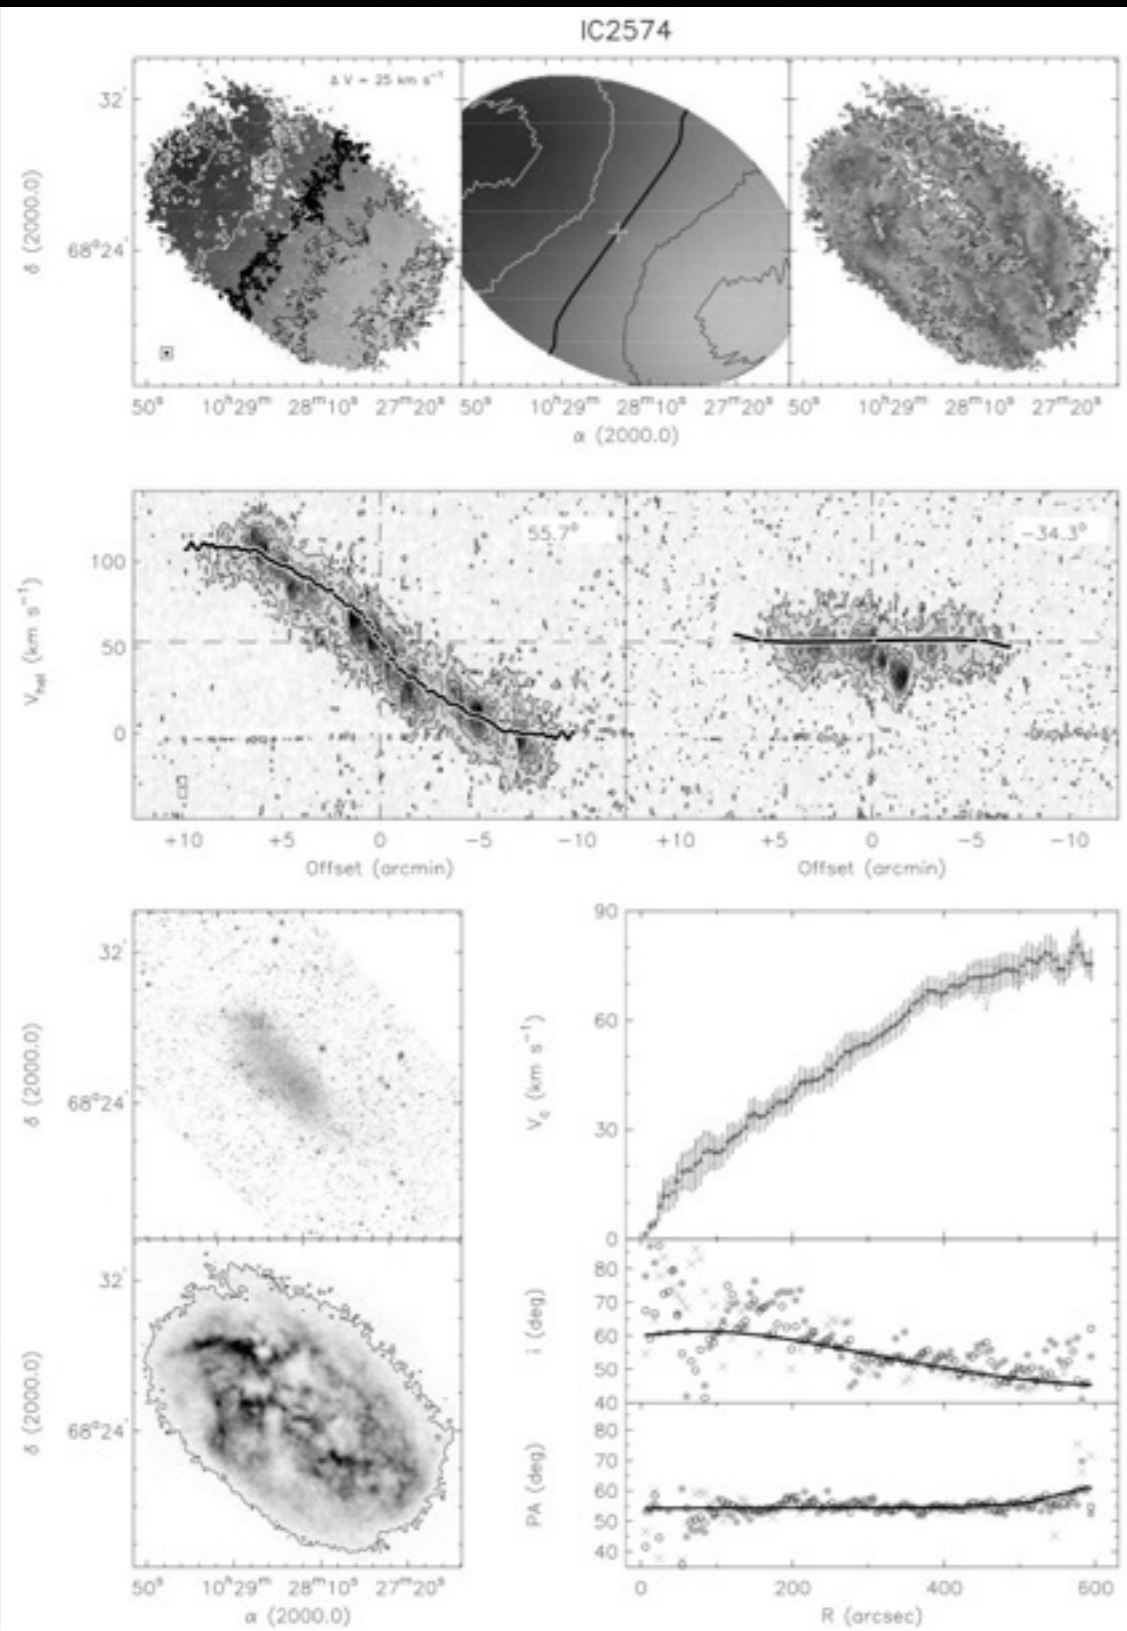 IC2574
Δ V = 25 km s⁻¹
δ (2000.0)
32'
68°24'
50ˢ 10ʰ29ᵐ 28ᵐ10ˢ 27ᵐ20ˢ 50ˢ 10ʰ29ᵐ 28ᵐ10ˢ 27ᵐ20ˢ 50ˢ 10ʰ29ᵐ 28ᵐ10ˢ 27ᵐ20ˢ
α (2000.0)
V_hel (km s⁻¹)
100
50
0
55.7°
−34.3°
+10 +5 0 −5 −10 +10 +5 0 −5 −10
Offset (arcmin) Offset (arcmin)
δ (2000.0)
32'
68°24'
δ (2000.0)
32'
68°24'
50ˢ 10ʰ29ᵐ 28ᵐ10ˢ 27ᵐ20ˢ
α (2000.0)
V_c (km s⁻¹)
90
60
30
0
i (deg)
80
70
60
50
40
PA (deg)
80
70
60
50
40
0 200 400 600
R (arcsec)